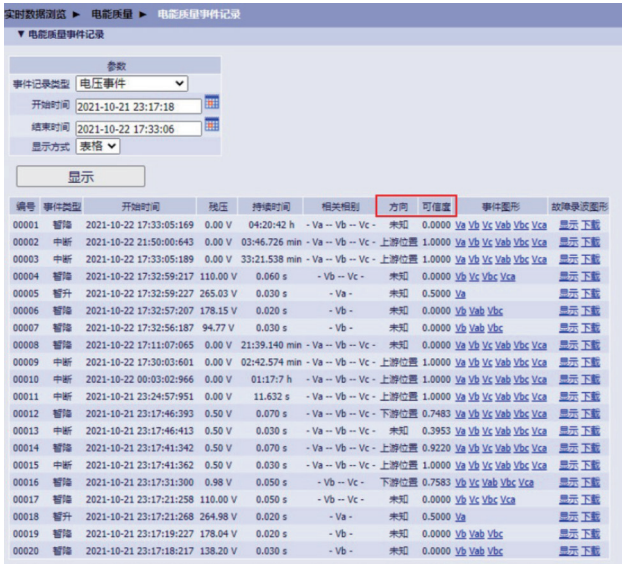 实时数据浏览 ▶ 电能质量 ▶ 电能质量事件记录
▼ 电能质量事件记录
参数
事件记录类型 电压事件
开始时间 2021-10-21 23:17:18
结束时间 2021-10-22 17:33:06
显示方式 表格
显示
编号 事件类型 开始时间 残压 持续时间 相关相别 方向 可信度 事件图形 故障录波图形
00001 暂降 2021-10-22 17:33:05:169 0.00 V 04:20:42 h - Va -- Vb -- Vc - 未知 0.0000 Va Vb Vc Vab Vbc Vca 显示 下载
00002 中断 2021-10-22 21:50:00:643 0.00 V 03:46.726 min - Va -- Vb -- Vc - 上游位置 1.0000 Va Vb Vc Vab Vbc Vca 显示 下载
00003 中断 2021-10-22 17:33:05:189 0.00 V 33:21.538 min - Va -- Vb -- Vc - 上游位置 1.0000 Va Vb Vc Vab Vbc Vca 显示 下载
00004 暂降 2021-10-22 17:32:59:217 110.00 V 0.060 s - Vb -- Vc - 未知 0.0000 Vb Vc Vbc Vca 显示 下载
00005 暂升 2021-10-22 17:32:59:227 265.03 V 0.030 s - Va - 未知 0.5000 Va 显示 下载
00006 暂降 2021-10-22 17:32:57:207 178.15 V 0.020 s - Vb - 未知 0.0000 Vb Vab Vbc 显示 下载
00007 暂降 2021-10-22 17:32:56:187 94.77 V 0.030 s - Vb - 未知 0.0000 Vb Vab Vbc 显示 下载
00008 暂降 2021-10-22 17:11:07:065 0.00 V 21:39.140 min - Va -- Vb -- Vc - 未知 0.0000 Va Vb Vc Vab Vbc Vca 显示 下载
00009 中断 2021-10-22 17:30:03:601 0.00 V 02:42.574 min - Va -- Vb -- Vc - 上游位置 1.0000 Va Vb Vc Vab Vbc Vca 显示 下载
00010 中断 2021-10-22 00:03:02:966 0.00 V 01:17:7 h - Va -- Vb -- Vc - 上游位置 1.0000 Va Vb Vc Vab Vbc Vca 显示 下载
00011 中断 2021-10-21 23:24:57:951 0.00 V 11.632 s - Va -- Vb -- Vc - 上游位置 1.0000 Va Vb Vc Vab Vbc Vca 显示 下载
00012 暂降 2021-10-21 23:17:46:393 0.50 V 0.070 s - Va -- Vb -- Vc - 下游位置 0.7483 Va Vb Vc Vab Vbc Vca 显示 下载
00013 中断 2021-10-21 23:17:46:413 0.50 V 0.030 s - Va -- Vb -- Vc - 未知 0.3953 Va Vb Vc Vab Vbc Vca 显示 下载
00014 暂降 2021-10-21 23:17:41:342 0.50 V 0.070 s - Va -- Vb -- Vc - 上游位置 0.9220 Va Vb Vc Vab Vbc Vca 显示 下载
00015 中断 2021-10-21 23:17:41:362 0.50 V 0.030 s - Va -- Vb -- Vc - 上游位置 1.0000 Va Vb Vc Vab Vbc Vca 显示 下载
00016 暂降 2021-10-21 23:17:31:300 0.98 V 0.050 s - Vb -- Vc - 下游位置 0.7583 Vb Vc Vab Vbc Vca 显示 下载
00017 暂降 2021-10-21 23:17:21:258 110.00 V 0.050 s - Vb -- Vc - 未知 0.0000 Vb Vc Vbc Vca 显示 下载
00018 暂升 2021-10-21 23:17:21:268 264.98 V 0.020 s - Va - 未知 0.5000 Va 显示 下载
00019 暂降 2021-10-21 23:17:19:227 178.04 V 0.020 s - Vb - 未知 0.0000 Vb Vab Vbc 显示 下载
00020 暂降 2021-10-21 23:17:18:217 138.20 V 0.030 s - Vb - 未知 0.0000 Vb Vab Vbc 显示 下载